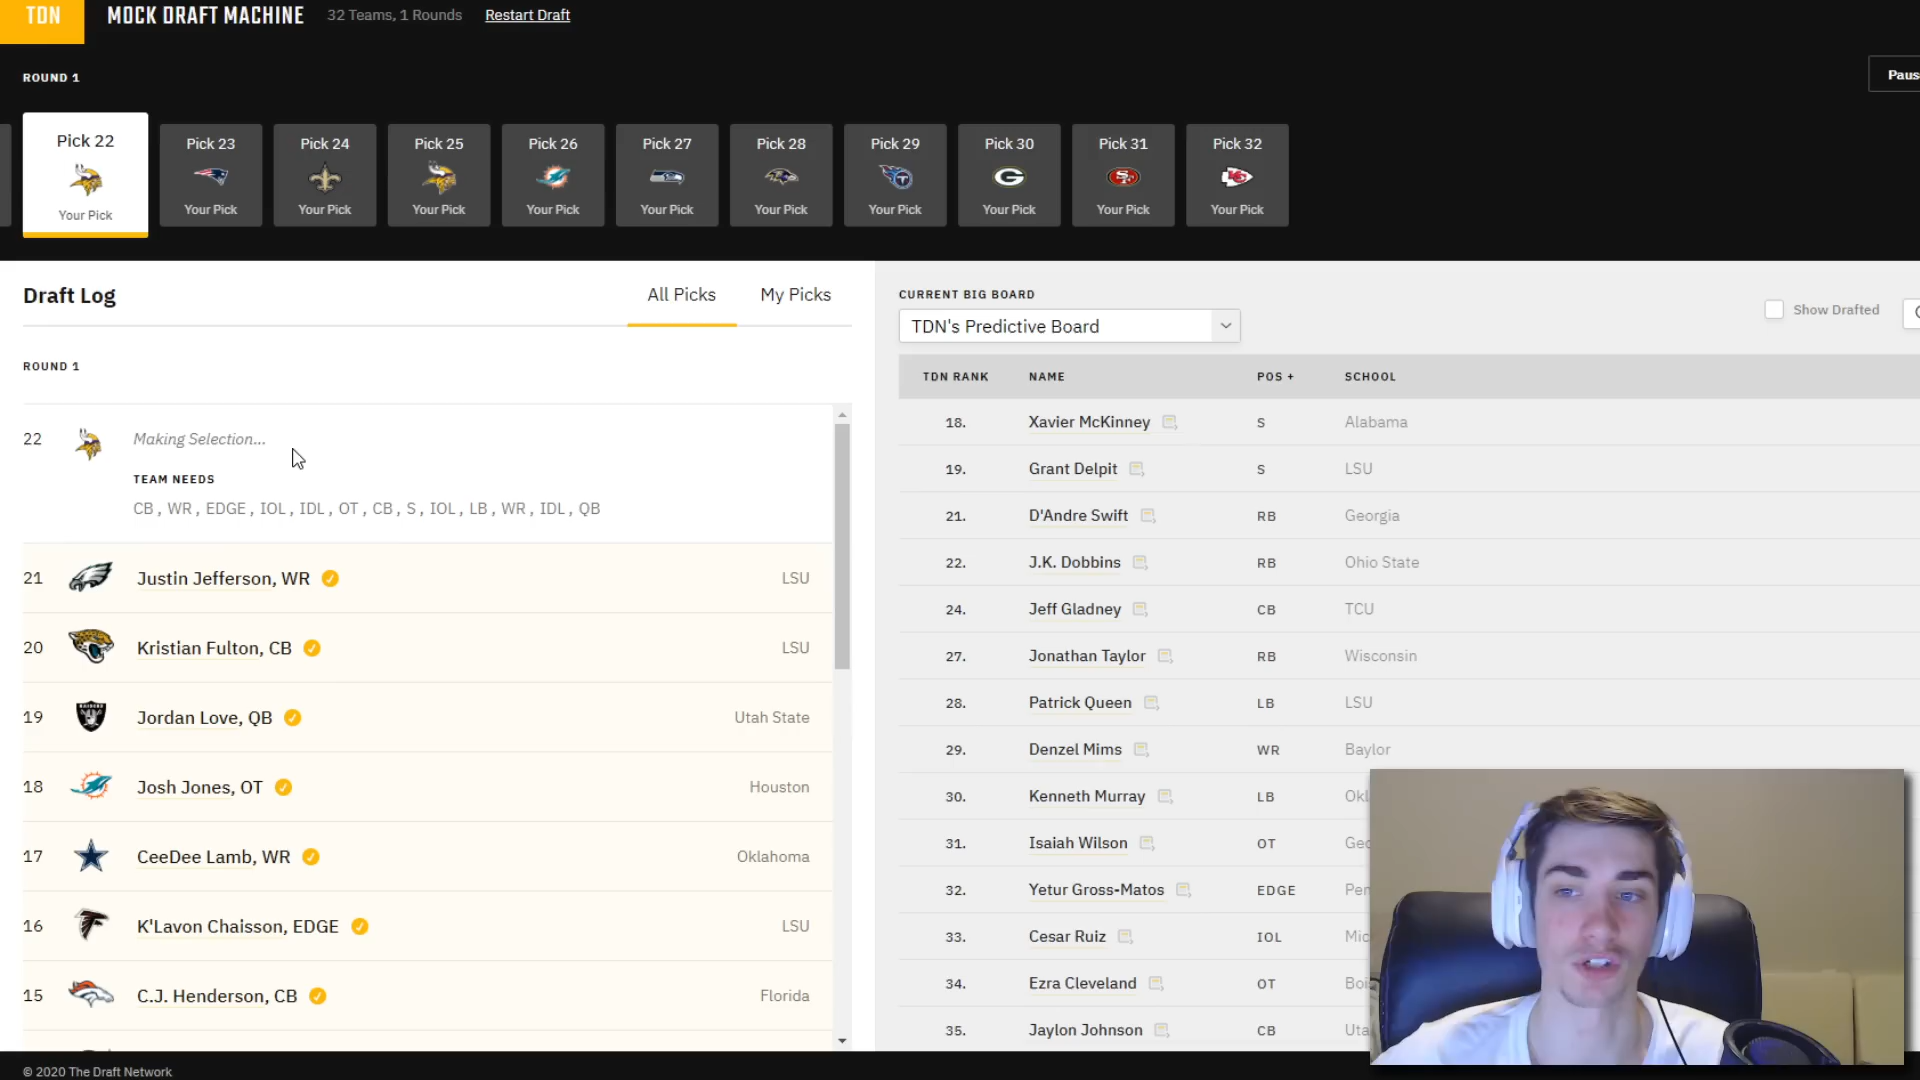 TDN MOCK DRAFT MACHINE 32 Teams, 1 Rounds Restart Draft
ROUND 1
Paus
Pick 22 Pick 23 Pick 24 Pick 25 Pick 26 Pick 27 Pick 28 Pick 29 Pick 30 Pick 31 Pick 32
Your Pick Your Pick Your Pick Your Pick Your Pick Your Pick Your Pick Your Pick Your Pick Your Pick Your Pick
Draft Log All Picks My Picks
ROUND 1
22 Making Selection...
TEAM NEEDS
CB , WR , EDGE , IOL , IDL , OT , CB , S , IOL , LB , WR , IDL , QB
21 Justin Jefferson, WR LSU
20 Kristian Fulton, CB LSU
19 RAIDERS Jordan Love, QB Utah State
18 Josh Jones, OT Houston
17 CeeDee Lamb, WR Oklahoma
16 K'Lavon Chaisson, EDGE LSU
15 C.J. Henderson, CB Florida
CURRENT BIG BOARD
TDN's Predictive Board
Show Drafted
TDN RANK NAME POS + SCHOOL
18. Xavier McKinney S Alabama
19. Grant Delpit S LSU
21. D'Andre Swift RB Georgia
22. J.K. Dobbins RB Ohio State
24. Jeff Gladney CB TCU
27. Jonathan Taylor RB Wisconsin
28. Patrick Queen LB LSU
29. Denzel Mims WR Baylor
30. Kenneth Murray LB Okl
31. Isaiah Wilson OT Geo
32. Yetur Gross-Matos EDGE Pen
33. Cesar Ruiz IOL Mic
34. Ezra Cleveland OT Boi
35. Jaylon Johnson CB Uta
© 2020 The Draft Network